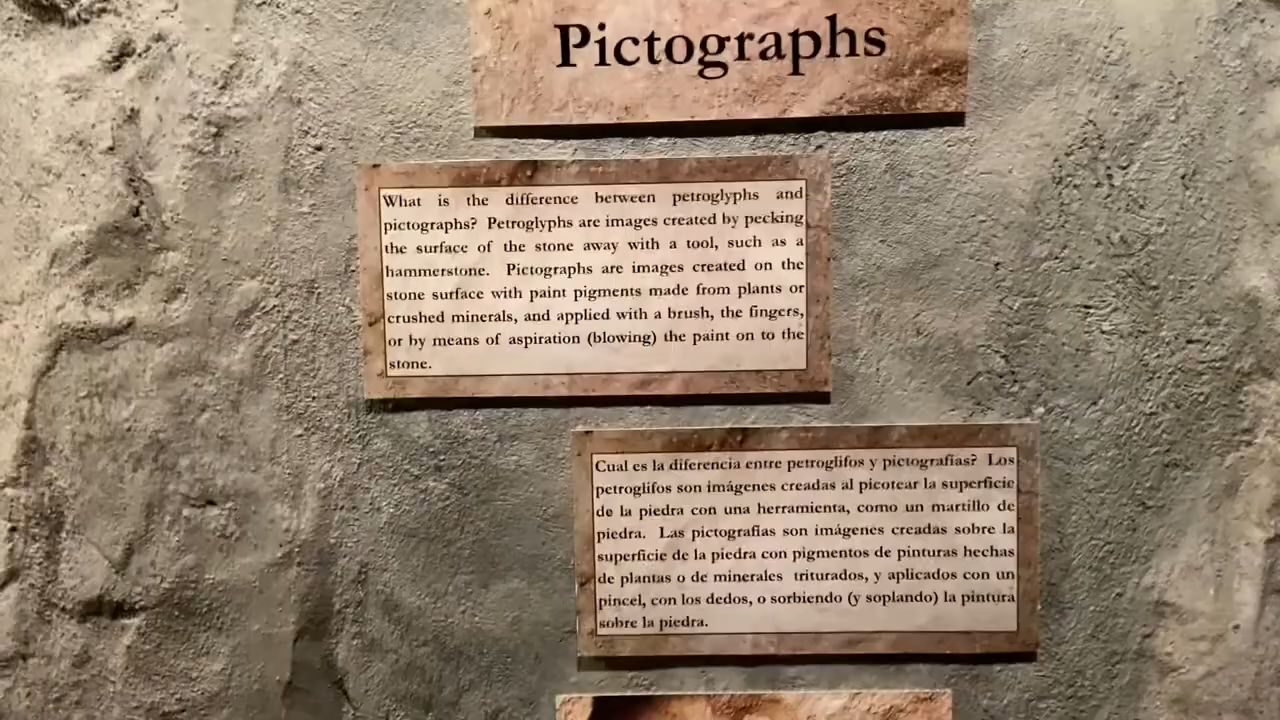 Pictographs
What is the difference between petroglyphs and
pictographs? Petroglyphs are images created by pecking
the surface of the stone away with a tool, such as a
hammerstone. Pictographs are images created on the
stone surface with paint pigments made from plants or
crushed minerals, and applied with a brush, the fingers,
or by means of aspiration (blowing) the paint on to the
stone.
Cual es la diferencia entre petroglifos y pictografías? Los
petroglifos son imágenes creadas al picotear la superficie
de la piedra con una herramienta, como un martillo de
piedra. Las pictografías son imágenes creadas sobre la
superficie de la piedra con pigmentos de pinturas hechas
de plantas o de minerales triturados, y aplicados con un
pincel, con los dedos, o sorbiendo (y soplando) la pintura
sobre la piedra.